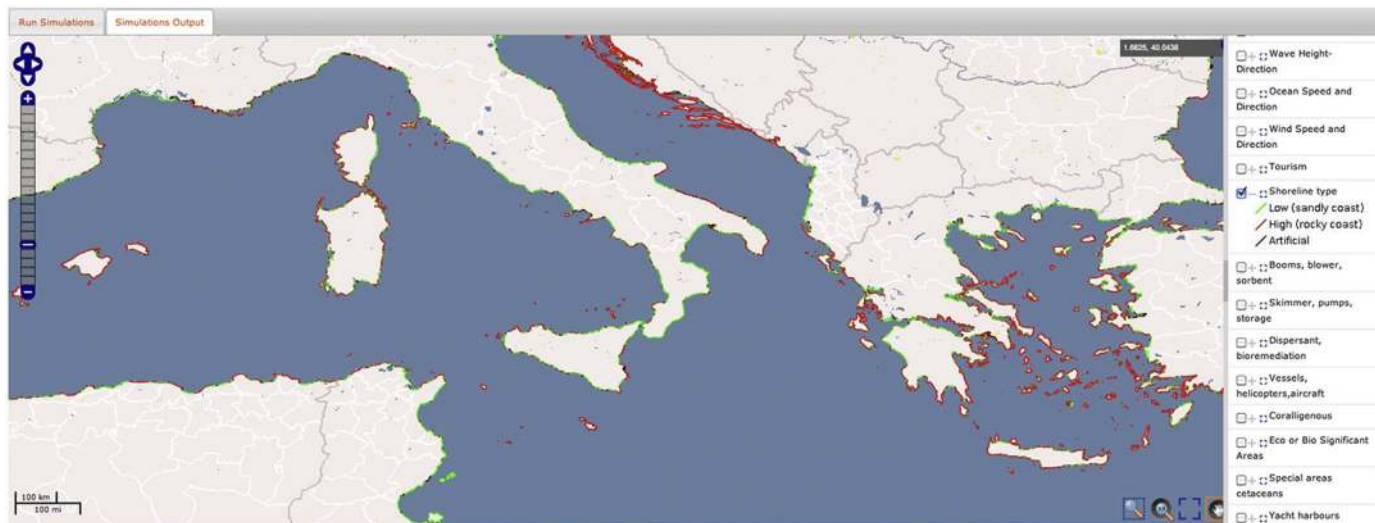 Run Simulations
Simulations Output
1.6625, 40.0438
Wave Height-
Direction
Ocean Speed and
Direction
Wind Speed and
Direction
Tourism
Shoreline type
Low (sandly coast)
High (rocky coast)
Artificial
Booms, blower,
sorbent
Skimmer, pumps,
storage
Dispersant,
bioremediation
Vessels,
helicopters,aircraft
Coralligenous
Eco or Bio Significant
Areas
Special areas
cetaceans
Yacht harbours
100 km
100 mi